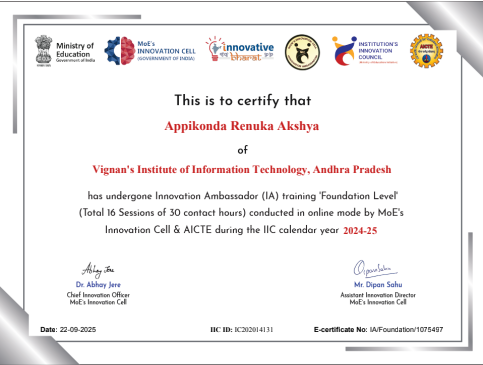 Ministry of
Education
Government of India
MoE's
INNOVATION CELL
(GOVERNMENT OF INDIA)
innovative
bharat
INSTITUTION'S
INNOVATION
COUNCIL
AICTE
This is to certify that
Appikonda Renuka Akshya
of
Vignan's Institute of Information Technology, Andhra Pradesh
has undergone Innovation Ambassador (IA) training 'Foundation Level'
(Total 16 Sessions of 30 contact hours) conducted in online mode by MoE's
Innovation Cell & AICTE during the IIC calendar year 2024-25
Abhay Jere
Dr. Abhay Jere
Chief Innovation Officer
MoE's Innovation Cell
Mr. Dipan Sahu
Assistant Innovation Director
MoE's Innovation Cell
Date: 22-09-2025
IIC ID: IC202014131
E-certificate No: IA/Foundation/1075497